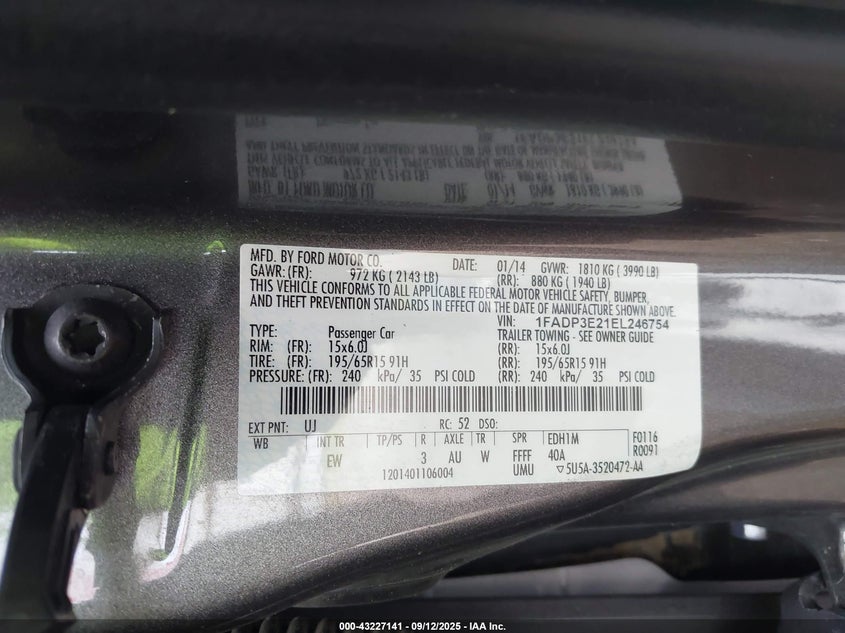 MFD. BY FORD MOTOR CO. DATE: 01/14 GVWR: 1810 KG ( 3990 LB)
GAWR: (FR): 972 KG ( 2143 LB) (RR): 880 KG ( 1940 LB)
THIS VEHICLE CONFORMS TO ALL APPLICABLE FEDERAL MOTOR VEHICLE SAFETY, BUMPER,
AND THEFT PREVENTION STANDARDS IN EFFECT ON THE DATE OF MANUFACTURE SHOWN ABOVE.
VIN: 1FADP3E21EL246754
TYPE: Passenger Car TRAILER TOWING - SEE OWNER GUIDE
RIM: (FR): 15x6.0J (RR): 15x6.0J
TIRE: (FR): 195/65R15 91H (RR): 195/65R15 91H
PRESSURE: (FR): 240 kPa/ 35 PSI COLD (RR): 240 kPa/ 35 PSI COLD
EXT PNT: UJ RC: 52 DSO:
WB INT TR TP/PS R AXLE TR SPR EDH1M F0116
EW 3 AU W FFFF 40A R0091
1201401106004 UMU ▽5U5A-3520472-AA
000-43227141 - 09/12/2025 - IAA Inc.